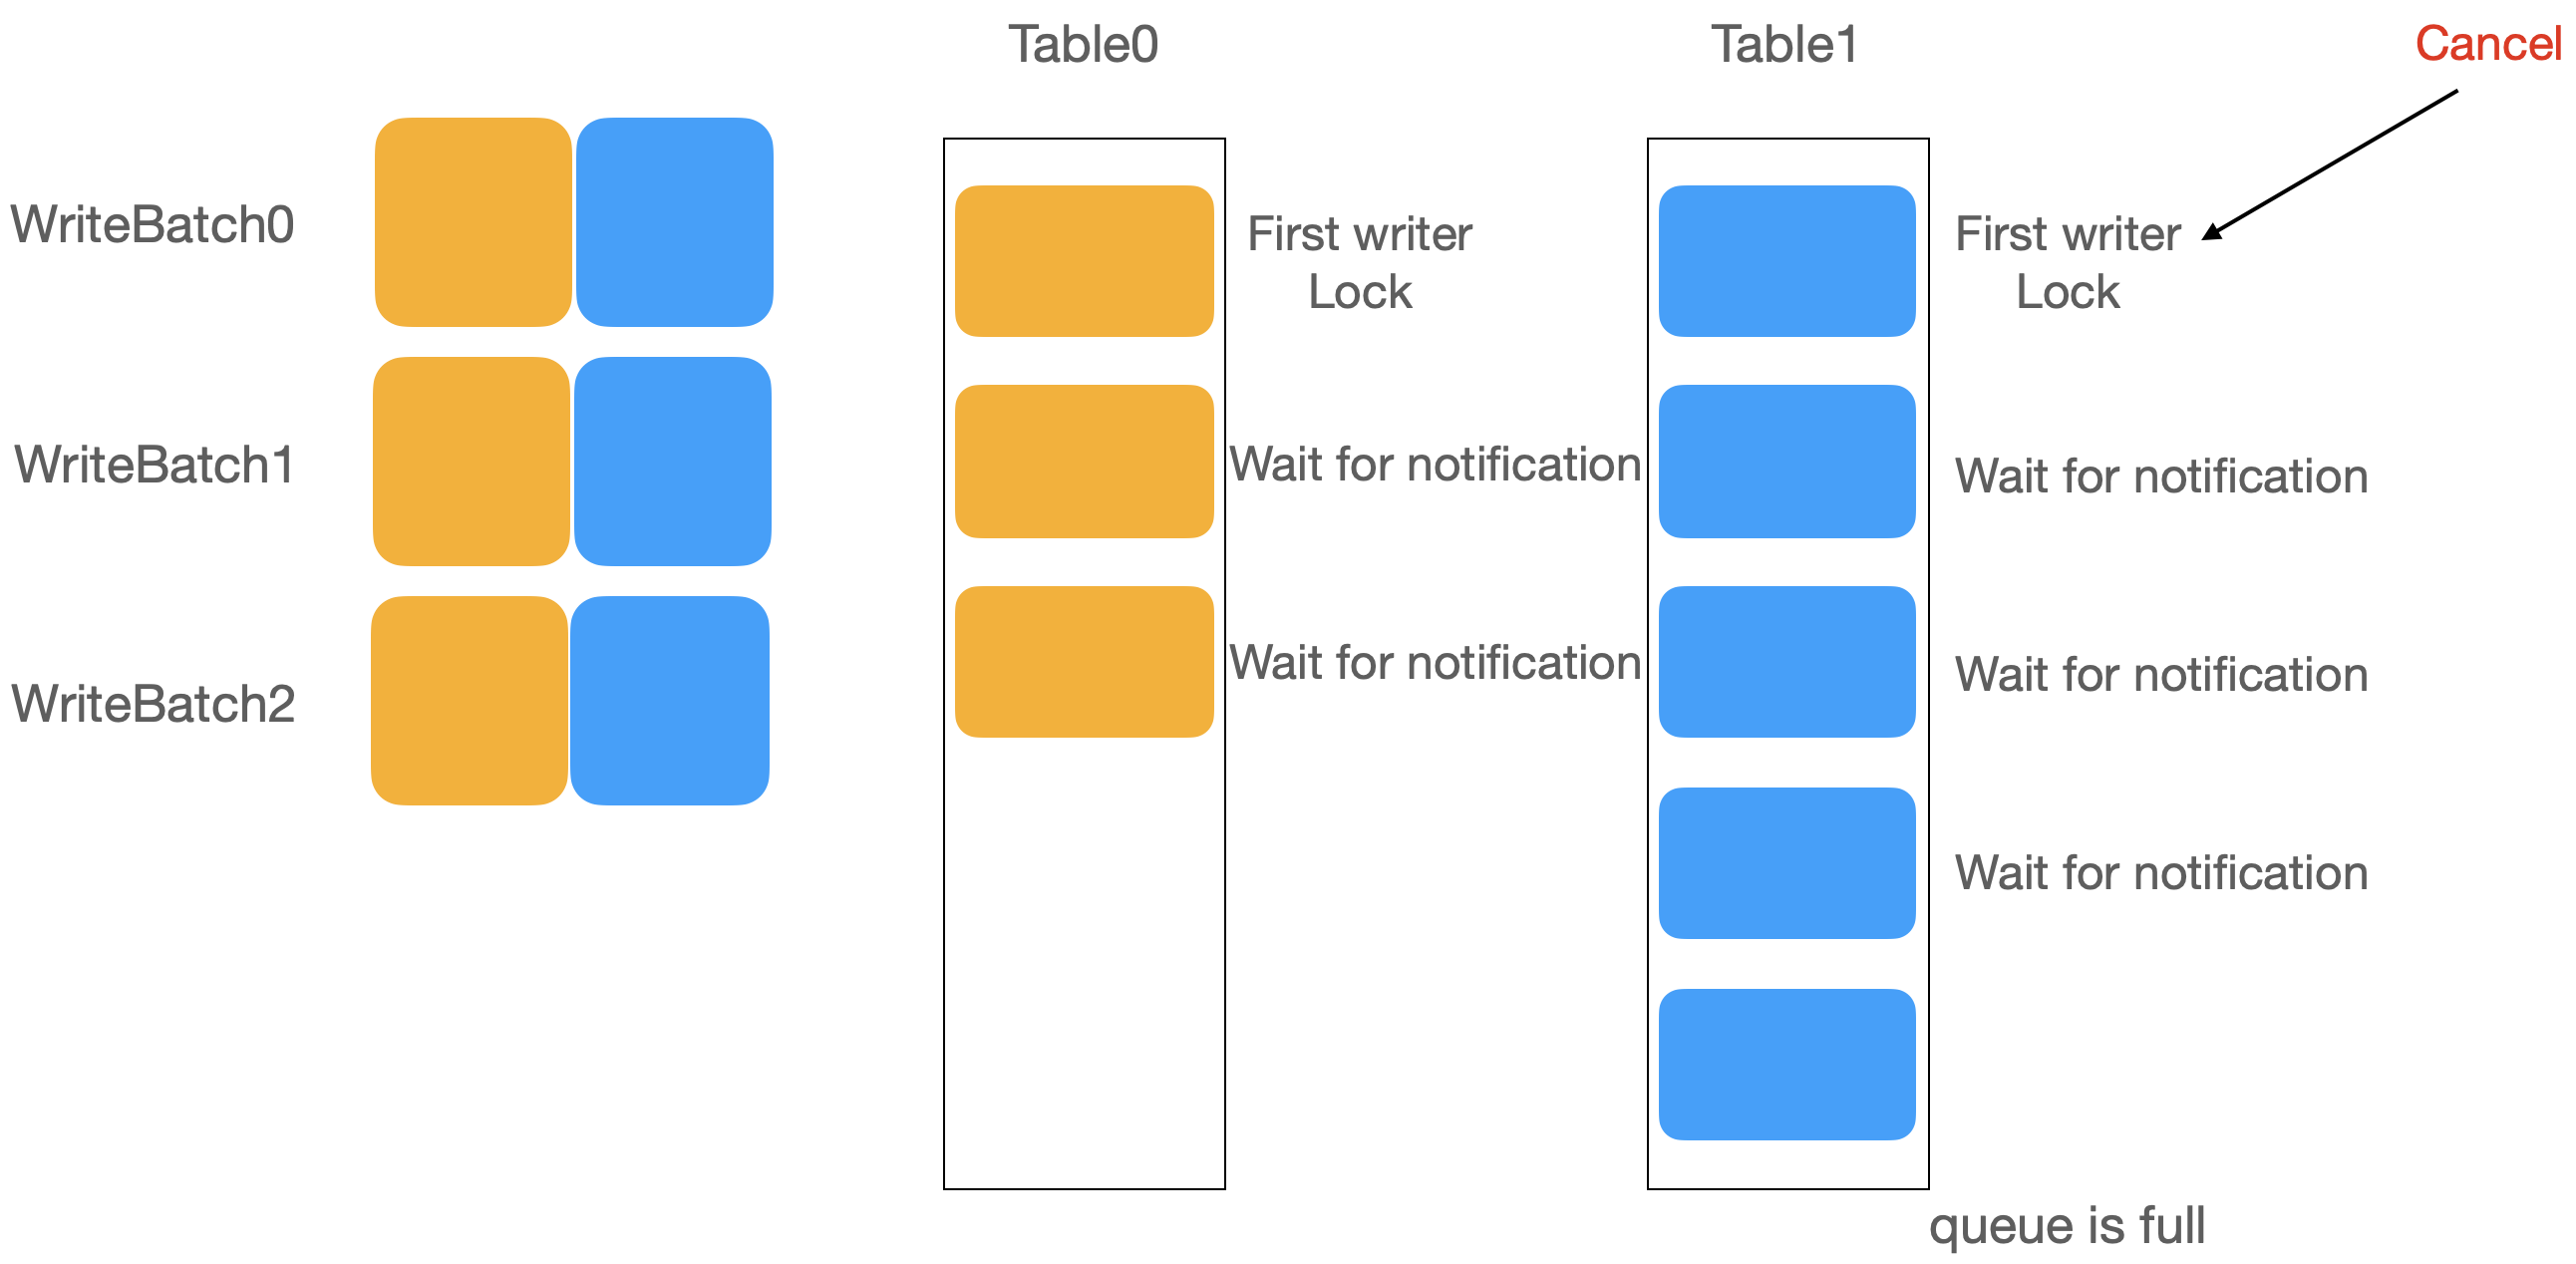 Table0
Table1
Cancel
WriteBatch0
First writer
Lock
First writer
Lock
WriteBatch1
Wait for notification
Wait for notification
WriteBatch2
Wait for notification
Wait for notification
Wait for notification
queue is full